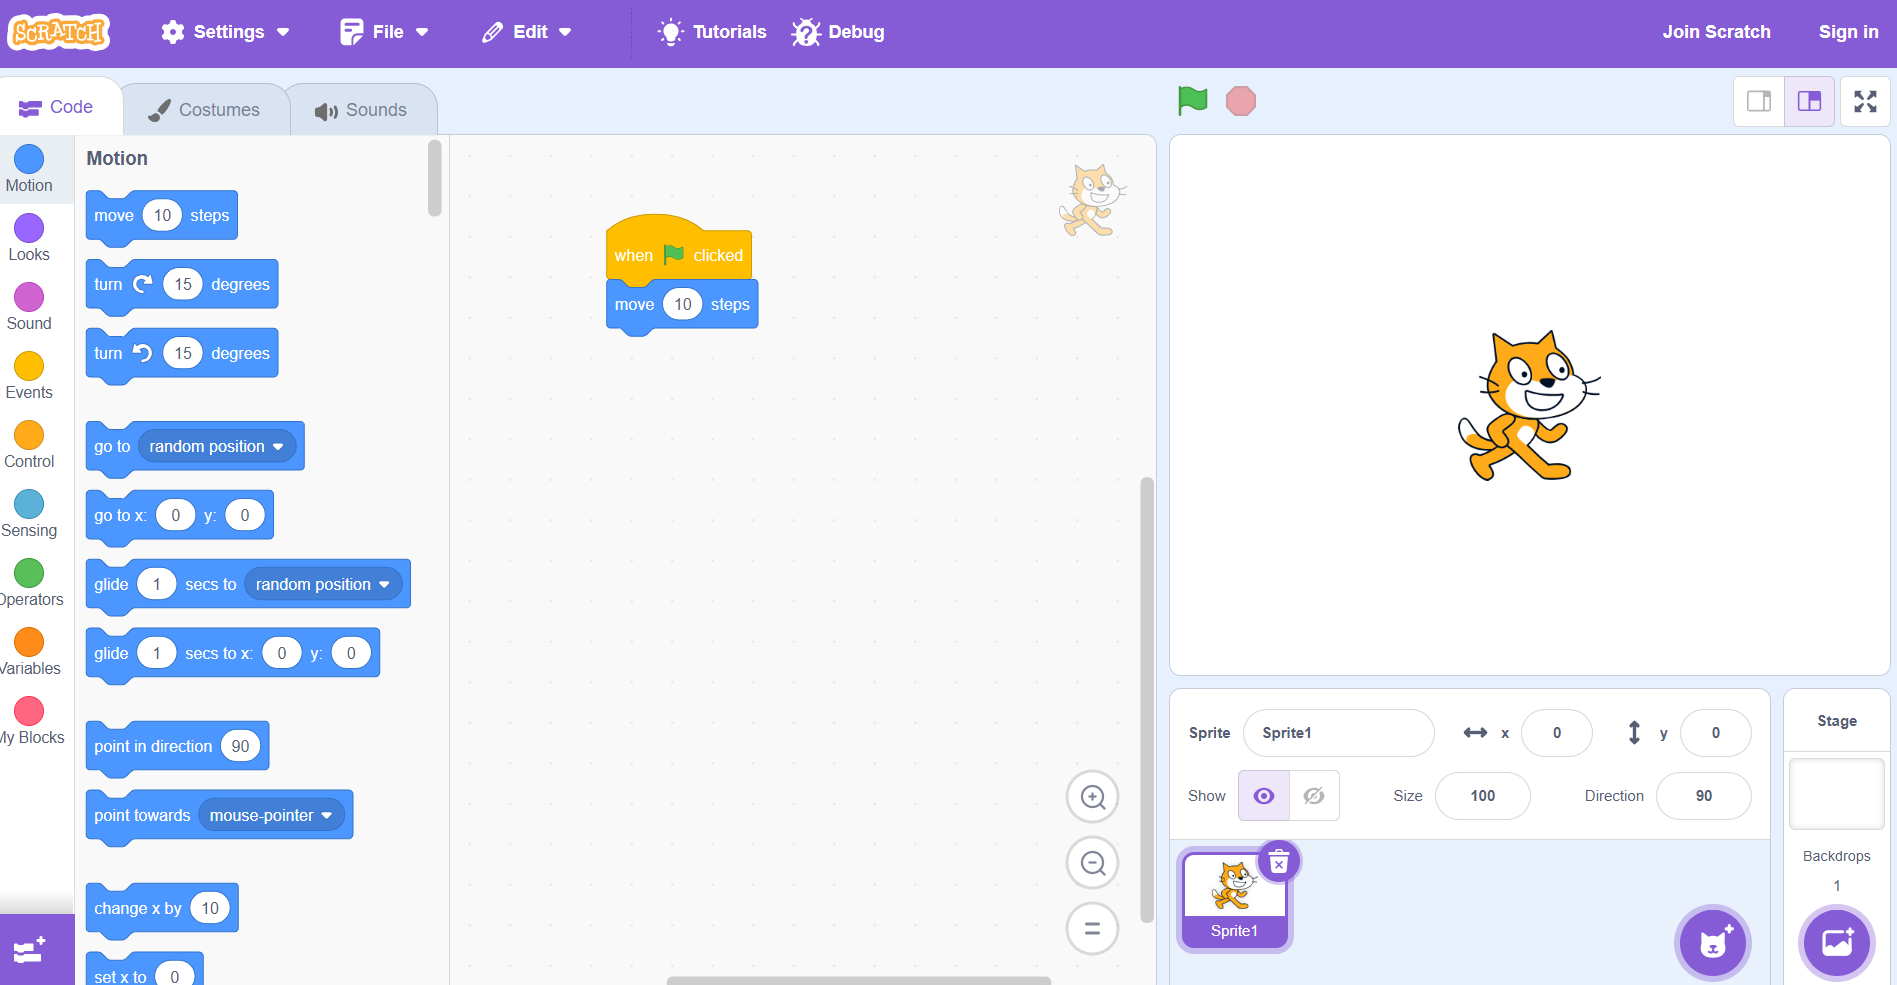 SCRATCH Settings File Edit Tutorials Debug Join Scratch Sign in
Code Costumes Sounds
Motion
Looks
Sound
Events
Control
Sensing
Operators
Variables
My Blocks
Motion
move 10 steps
turn 15 degrees
turn 15 degrees
go to random position
go to x: 0 y: 0
glide 1 secs to random position
glide 1 secs to x: 0 y: 0
point in direction 90
point towards mouse-pointer
change x by 10
set x to 0
when clicked
move 10 steps
Sprite Sprite1 x 0 y 0
Show Size 100 Direction 90
Sprite1
Stage
Backdrops
1